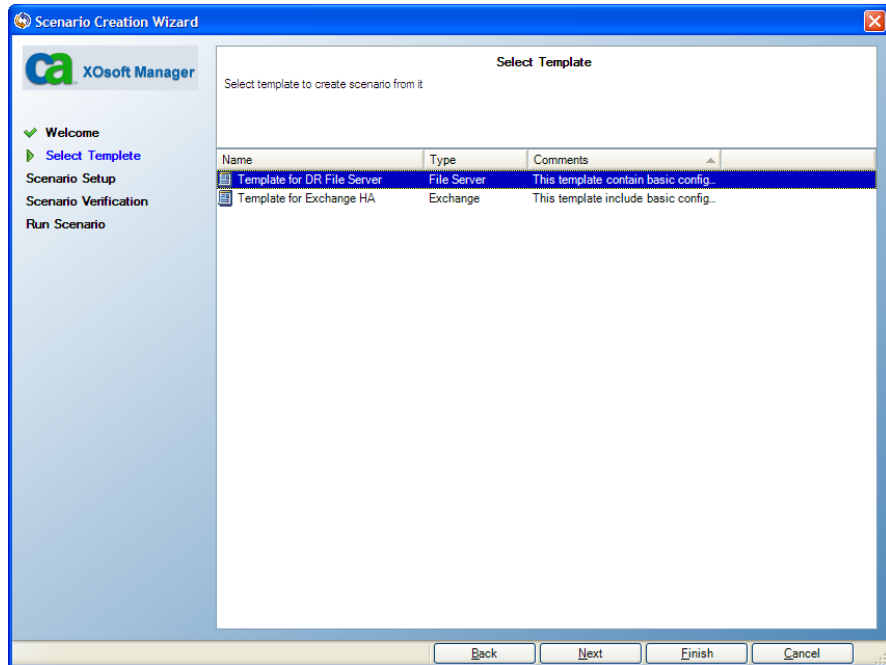 Scenario Creation Wizard
ca XOsoft Manager
Welcome
Select Templete
Scenario Setup
Scenario Verification
Run Scenario
Select Template
Select template to create scenario from it
Name Type Comments
Template for DR File Server File Server This template contain basic config...
Template for Exchange HA Exchange This template include basic config...
Back Next Finish Cancel